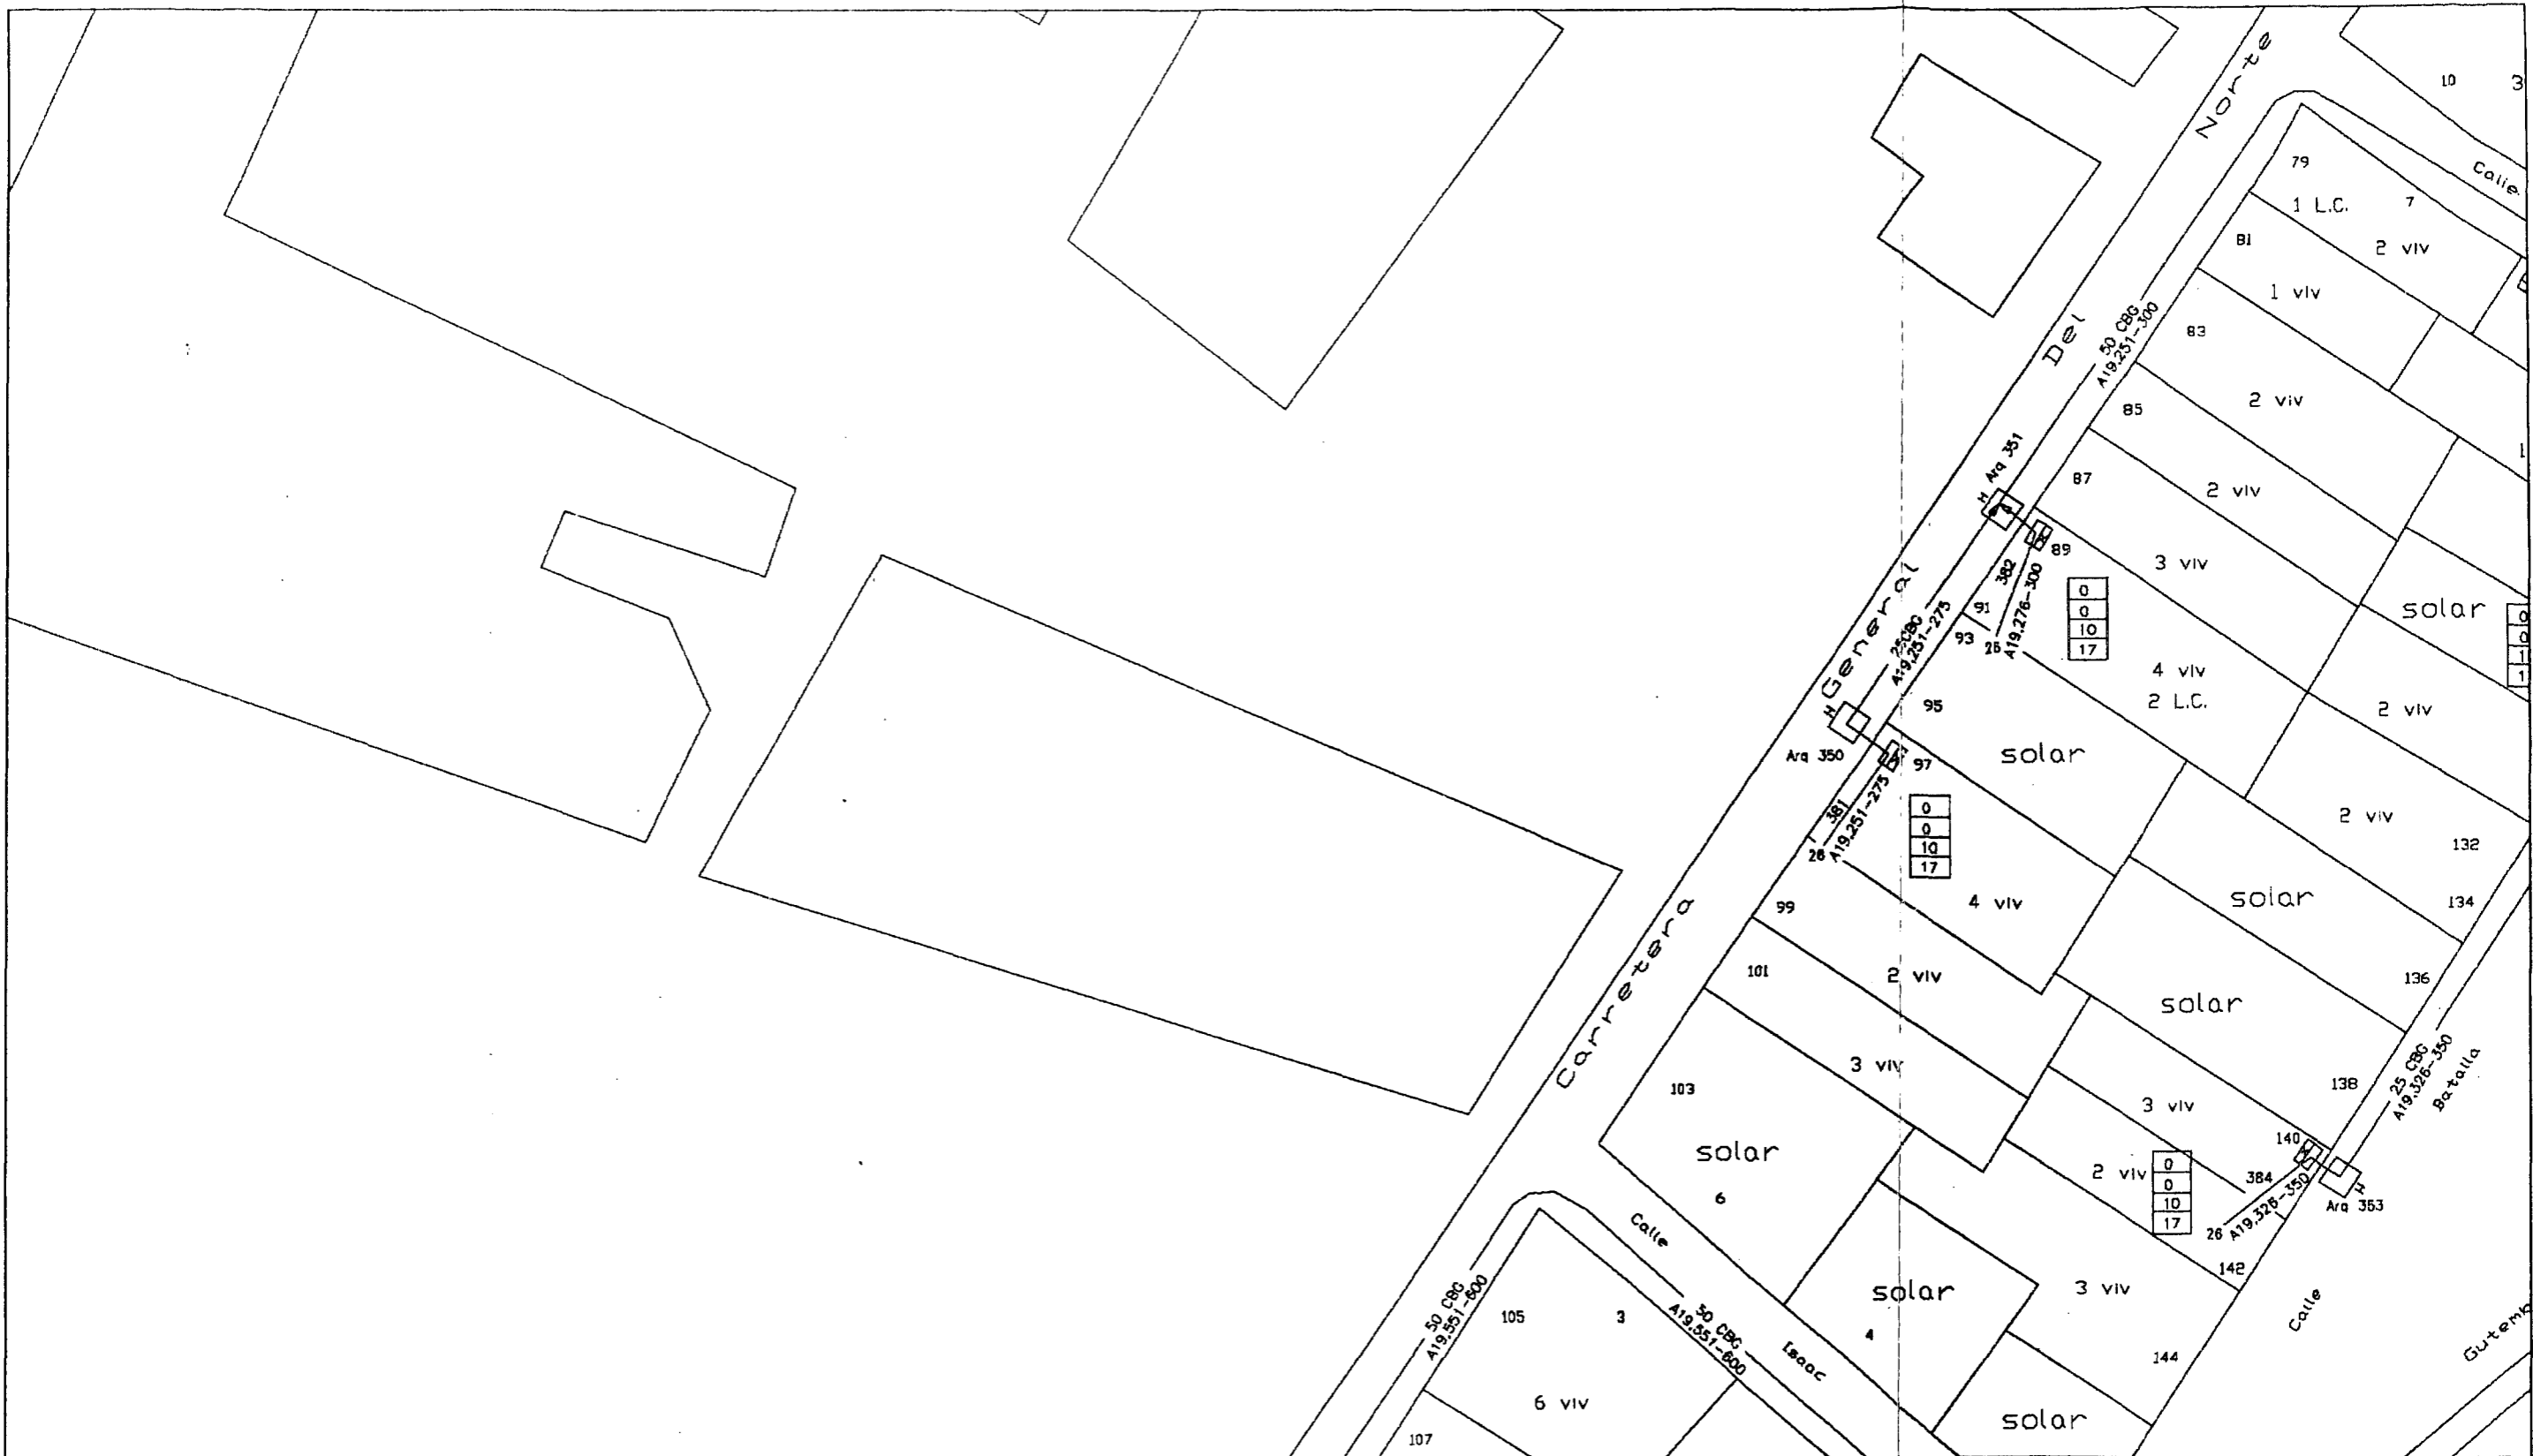 Carretera General Del Norte
10
3
79
1 L.C.
7
Calle
81
2 viv
1 viv
83
50 CBG
A19,251-300
2 viv
85
Arq 351
H
87
2 viv
89
3 viv
382
A19,276-300
0
0
10
17
solar
91
25CBG
A19,251-275
93
4 viv
2 L.C.
H
95
2 viv
Arq 350
solar
97
381
A19,251-275
0
0
10
17
2 viv
132
4 viv
solar
134
99
101
2 viv
136
solar
3 viv
138
25 CBG
A19,326-350
103
3 viv
140
solar
2 viv
0
0
10
17
384
26
A19,326-350
H
Arq 353
6
142
Calle Batalla
Calle Isaac
solar
3 viv
50 CBG
A19,551-600
105
3
50 CBG
A19,551-600
4
144
6 viv
solar
107